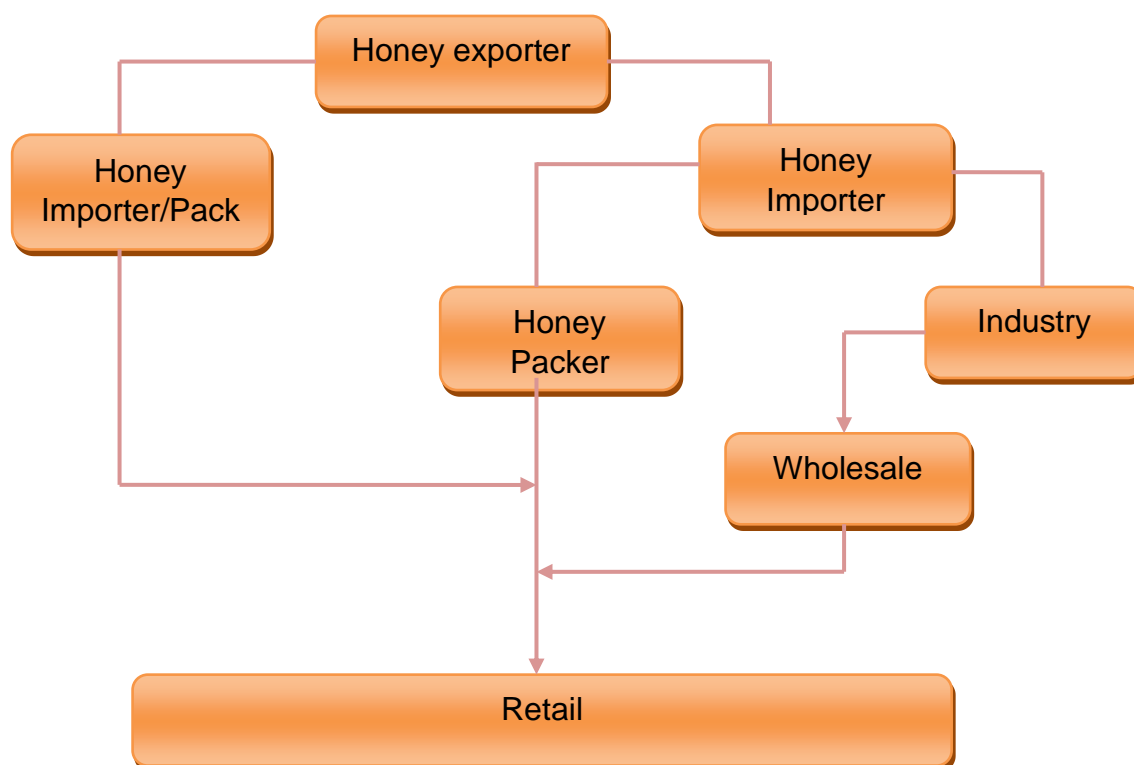 Honey exporter
Honey
Importer/Pack
Honey
Importer
Honey
Packer
Industry
Wholesale
Retail